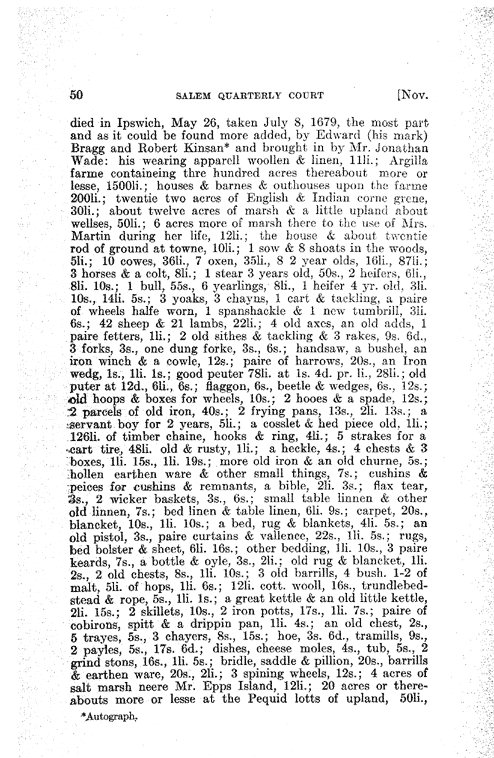 50 SALEM QUARTERLY COURT [Nov.
died in Ipswich, May 26, taken July 8, 1679, the most part
and as it could be found more added, by Edward (his mark)
Bragg and Robert Kinsan* and brought in by Mr. Jonathan
Wade: his wearing apparell woollen & linen, 11li.; Argilla
farme containeing thre hundred acres thereabout more or
lesse, 1500li.; houses & barnes & outhouses upon the farme
200li.; twentie two acres of English & Indian corne grene,
30li.; about twelve acres of marsh & a little upland about
wellses, 50li.; 6 acres more of marsh there to the use of Mrs.
Martin during her life, 12li.; the house & about twentie
rod of ground at towne, 10li.; 1 sow & 8 shoats in the woods,
5li.; 10 cowes, 36li., 7 oxen, 35li., 8 2 year olds, 16li., 87li.;
3 horses & a colt, 8li.; 1 stear 3 years old, 50s., 2 heifers, 6li.,
8li. 10s.; 1 bull, 55s., 6 yearlings, 8li., 1 heifer 4 yr. old, 3li.
10s., 14li. 5s.; 3 yoaks, 3 chayns, 1 cart & tackling, a paire
of wheels halfe worn, 1 spanshackle & 1 new tumbrill, 3li.
6s.; 42 sheep & 21 lambs, 22li.; 4 old axes, an old adds, 1
paire fetters, 1li.; 2 old sithes & tackling & 3 rakes, 9s. 6d.,
3 forks, 3s., one dung forke, 3s., 6s.; handsaw, a bushel, an
iron winch & a cowle, 12s.; paire of harrows, 20s., an Iron
wedg, 1s., 1li. 1s.; good peuter 78li. at 1s. 4d. pr. li., 28li.; old
puter at 12d., 6li., 6s.; flaggon, 6s., beetle & wedges, 6s., 12s.;
old hoops & boxes for wheels, 10s.; 2 hooes & a spade, 12s.;
2 parcels of old iron, 40s.; 2 frying pans, 13s., 2li. 13s.; a
servant boy for 2 years, 5li.; a cosslet & hed piece old, 1li.;
126li. of timber chaine, hooks & ring, 4li.; 5 strakes for a
cart tire, 48li. old & rusty, 1li.; a heckle, 4s.; 4 chests & 3
boxes, 1li. 15s., 1li. 19s.; more old iron & an old churne, 5s.;
hollen earthen ware & other small things, 7s.; cushins &
peices for cushins & remnants, a bible, 2li. 3s.; flax tear,
3s., 2 wicker baskets, 3s., 6s.; small table linnen & other
old linnen, 7s.; bed linen & table linen, 6li. 9s.; carpet, 20s.,
blancket, 10s., 1li. 10s.; a bed, rug & blankets, 4li. 5s.; an
old pistol, 3s., paire curtains & vallence, 22s., 1li. 5s.; rugs,
bed bolster & sheet, 6li. 16s.; other bedding, 1li. 10s., 3 paire
keards, 7s., a bottle & oyle, 3s., 2li.; old rug & blancket, 1li.
2s., 2 old chests, 8s., 1li. 10s.; 3 old barrills, 4 bush. 1-2 of
malt, 5li. of hops, 1li. 6s.; 12li. cott. wooll, 16s., trundlebed-
stead & rope, 5s., 1li. 1s.; a great kettle & an old little kettle,
2li. 15s.; 2 skillets, 10s., 2 iron potts, 17s., 1li. 7s.; paire of
cobirons, spitt & a drippin pan, 1li. 4s.; an old chest, 2s.,
5 trayes, 5s., 3 chayers, 8s., 15s.; hoe, 3s. 6d., tramills, 9s.,
2 payles, 5s., 17s. 6d.; dishes, cheese moles, 4s., tub, 5s., 2
grind stons, 16s., 1li. 5s.; bridle, saddle & pillion, 20s., barrills
& earthen ware, 20s., 2li.; 3 spining wheels, 12s.; 4 acres of
salt marsh neere Mr. Epps Island, 12li.; 20 acres or there-
abouts more or lesse at the Pequid lotts of upland, 50li.,
*Autograph.